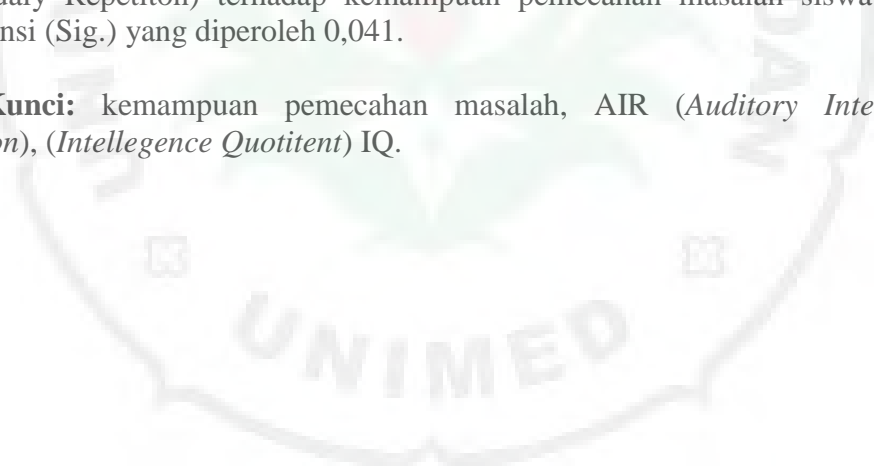 uary Repetiton) terhadap kemampuan pemecahan masalah siswa
nsi (Sig.) yang diperoleh 0,041.
Kunci: kemampuan pemecahan masalah, AIR (Auditory Inte
on), (Intellegence Quotitent) IQ.
UNIMED